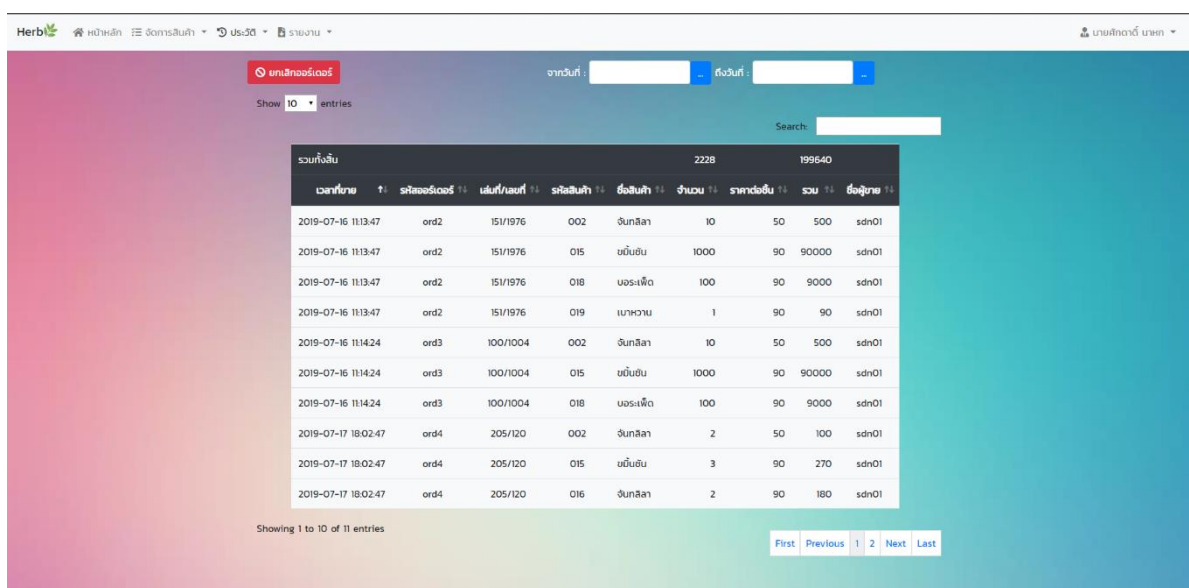 Herb หน้าหลัก จัดการสินค้า ประวัติ รายงาน นายศักดาดิ์ นาหก
ยกเลิกออร์เดอร์ จากวันที่ : ... ถึงวันที่ : ...
Show 10 entries
Search:
รวมทั้งสิ้น 2228 199640
เวลาที่ขาย รหัสออร์เดอร์ เล่มที่/เลขที่ รหัสสินค้า ชื่อสินค้า จำนวน ราคาต่อชิ้น รวม ชื่อผู้ขาย
2019-07-16 11:13:47 ord2 151/1976 002 จันทลีลา 10 50 500 sdn01
2019-07-16 11:13:47 ord2 151/1976 015 ขมิ้นชัน 1000 90 90000 sdn01
2019-07-16 11:13:47 ord2 151/1976 018 บอระเพ็ด 100 90 9000 sdn01
2019-07-16 11:13:47 ord2 151/1976 019 เบาหวาน 1 90 90 sdn01
2019-07-16 11:14:24 ord3 100/1004 002 จันทลีลา 10 50 500 sdn01
2019-07-16 11:14:24 ord3 100/1004 015 ขมิ้นชัน 1000 90 90000 sdn01
2019-07-16 11:14:24 ord3 100/1004 018 บอระเพ็ด 100 90 9000 sdn01
2019-07-17 18:02:47 ord4 205/120 002 จันทลีลา 2 50 100 sdn01
2019-07-17 18:02:47 ord4 205/120 015 ขมิ้นชัน 3 90 270 sdn01
2019-07-17 18:02:47 ord4 205/120 016 จันทลีลา 2 90 180 sdn01
Showing 1 to 10 of 11 entries
First Previous 1 2 Next Last